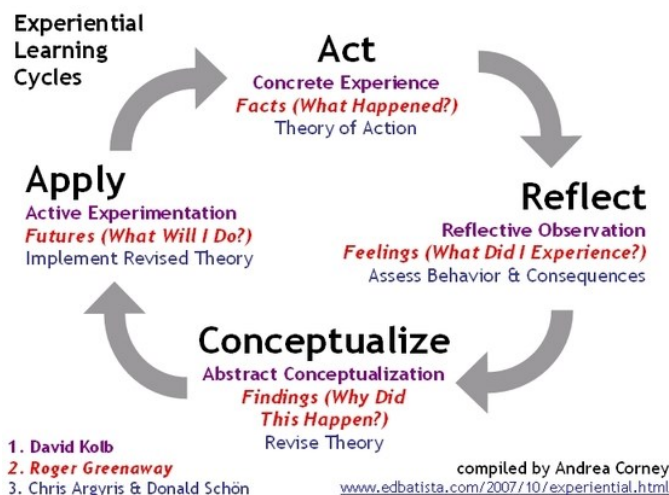 Experiential
Learning
Cycles
Act
Concrete Experience
Facts (What Happened?)
Theory of Action
Reflect
Reflective Observation
Feelings (What Did I Experience?)
Assess Behavior & Consequences
Conceptualize
Abstract Conceptualization
Findings (Why Did
This Happen?)
Revise Theory
Apply
Active Experimentation
Futures (What Will I Do?)
Implement Revised Theory
1. David Kolb
2. Roger Greenaway
3. Chris Argyris & Donald Schön
compiled by Andrea Corney
www.edbatista.com/2007/10/experiential.html